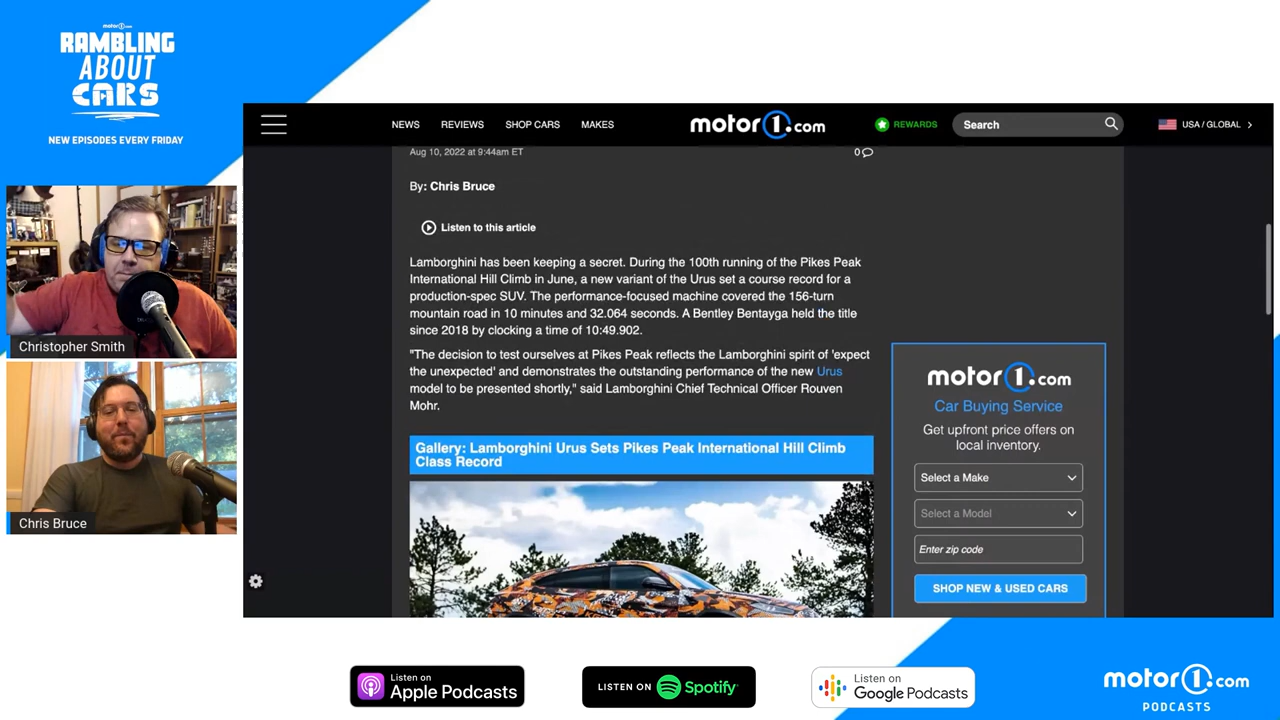 motor1.com
RAMBLING
ABOUT
CARS
NEW EPISODES EVERY FRIDAY
Christopher Smith
Chris Bruce
NEWS REVIEWS SHOP CARS MAKES motor1.com REWARDS Search USA / GLOBAL
Aug 10, 2022 at 9:44am ET 0
By: Chris Bruce
Listen to this article
Lamborghini has been keeping a secret. During the 100th running of the Pikes Peak
International Hill Climb in June, a new variant of the Urus set a course record for a
production-spec SUV. The performance-focused machine covered the 156-turn
mountain road in 10 minutes and 32.064 seconds. A Bentley Bentayga held the title
since 2018 by clocking a time of 10:49.902.
"The decision to test ourselves at Pikes Peak reflects the Lamborghini spirit of 'expect
the unexpected' and demonstrates the outstanding performance of the new Urus
model to be presented shortly," said Lamborghini Chief Technical Officer Rouven
Mohr.
Gallery: Lamborghini Urus Sets Pikes Peak International Hill Climb
Class Record
motor1.com
Car Buying Service
Get upfront price offers on
local inventory.
Select a Make
Select a Model
Enter zip code
SHOP NEW & USED CARS
Listen on
Apple Podcasts
LISTEN ON Spotify
Listen on
Google Podcasts
motor1.com
PODCASTS